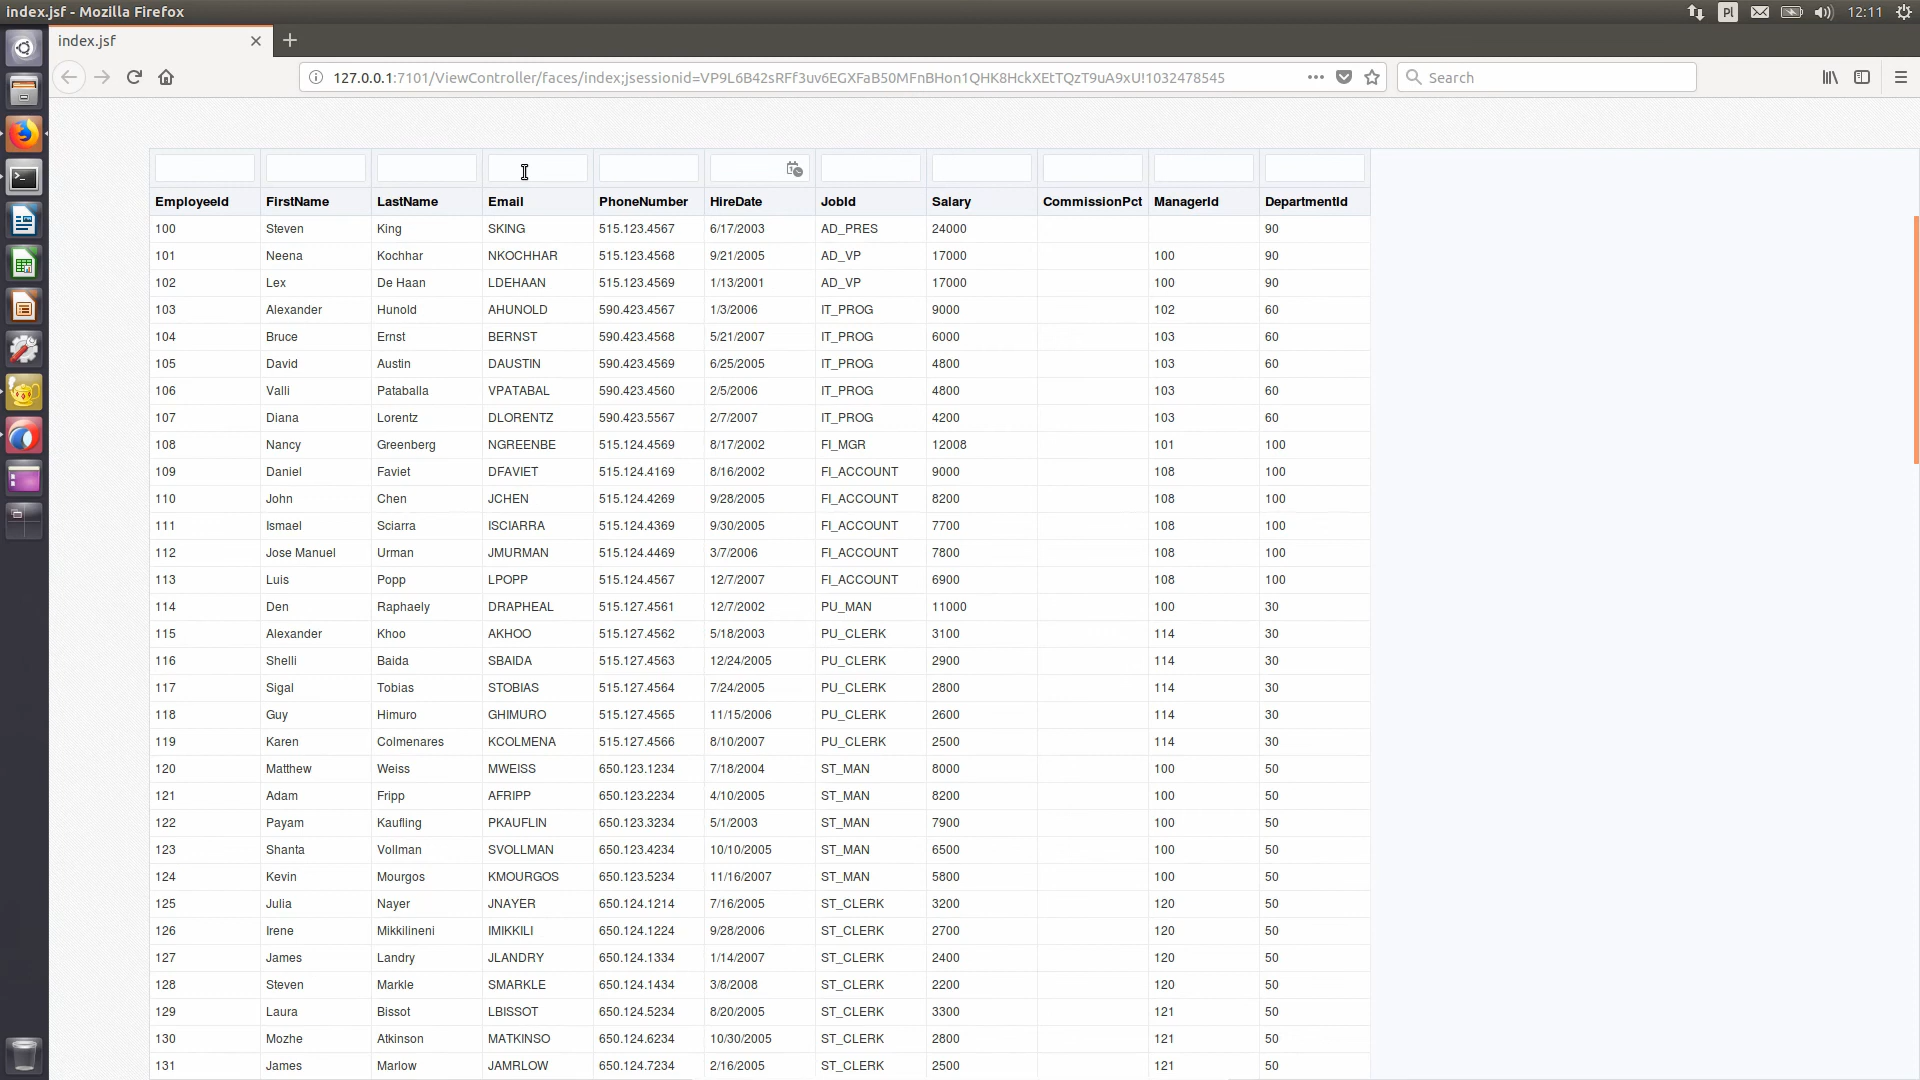 index.jsf - Mozilla Firefox
Pl
12:11
index.jsf
127.0.0.1:7101/ViewController/faces/index;jsessionid=VP9L6B42sRFf3uv6EGXFaB50MFnBHon1QHK8HckXEtTQzT9uA9xU!1032478545
Search
EmployeeId FirstName LastName Email PhoneNumber HireDate JobId Salary CommissionPct ManagerId DepartmentId
100 Steven King SKING 515.123.4567 6/17/2003 AD_PRES 24000 90
101 Neena Kochhar NKOCHHAR 515.123.4568 9/21/2005 AD_VP 17000 100 90
102 Lex De Haan LDEHAAN 515.123.4569 1/13/2001 AD_VP 17000 100 90
103 Alexander Hunold AHUNOLD 590.423.4567 1/3/2006 IT_PROG 9000 102 60
104 Bruce Ernst BERNST 590.423.4568 5/21/2007 IT_PROG 6000 103 60
105 David Austin DAUSTIN 590.423.4569 6/25/2005 IT_PROG 4800 103 60
106 Valli Pataballa VPATABAL 590.423.4560 2/5/2006 IT_PROG 4800 103 60
107 Diana Lorentz DLORENTZ 590.423.5567 2/7/2007 IT_PROG 4200 103 60
108 Nancy Greenberg NGREENBE 515.124.4569 8/17/2002 FI_MGR 12008 101 100
109 Daniel Faviet DFAVIET 515.124.4169 8/16/2002 FI_ACCOUNT 9000 108 100
110 John Chen JCHEN 515.124.4269 9/28/2005 FI_ACCOUNT 8200 108 100
111 Ismael Sciarra ISCIARRA 515.124.4369 9/30/2005 FI_ACCOUNT 7700 108 100
112 Jose Manuel Urman JMURMAN 515.124.4469 3/7/2006 FI_ACCOUNT 7800 108 100
113 Luis Popp LPOPP 515.124.4567 12/7/2007 FI_ACCOUNT 6900 108 100
114 Den Raphaely DRAPHEAL 515.127.4561 12/7/2002 PU_MAN 11000 100 30
115 Alexander Khoo AKHOO 515.127.4562 5/18/2003 PU_CLERK 3100 114 30
116 Shelli Baida SBAIDA 515.127.4563 12/24/2005 PU_CLERK 2900 114 30
117 Sigal Tobias STOBIAS 515.127.4564 7/24/2005 PU_CLERK 2800 114 30
118 Guy Himuro GHIMURO 515.127.4565 11/15/2006 PU_CLERK 2600 114 30
119 Karen Colmenares KCOLMENA 515.127.4566 8/10/2007 PU_CLERK 2500 114 30
120 Matthew Weiss MWEISS 650.123.1234 7/18/2004 ST_MAN 8000 100 50
121 Adam Fripp AFRIPP 650.123.2234 4/10/2005 ST_MAN 8200 100 50
122 Payam Kaufling PKAUFLIN 650.123.3234 5/1/2003 ST_MAN 7900 100 50
123 Shanta Vollman SVOLLMAN 650.123.4234 10/10/2005 ST_MAN 6500 100 50
124 Kevin Mourgos KMOURGOS 650.123.5234 11/16/2007 ST_MAN 5800 100 50
125 Julia Nayer JNAYER 650.124.1214 7/16/2005 ST_CLERK 3200 120 50
126 Irene Mikkilineni IMIKKILI 650.124.1224 9/28/2006 ST_CLERK 2700 120 50
127 James Landry JLANDRY 650.124.1334 1/14/2007 ST_CLERK 2400 120 50
128 Steven Markle SMARKLE 650.124.1434 3/8/2008 ST_CLERK 2200 120 50
129 Laura Bissot LBISSOT 650.124.5234 8/20/2005 ST_CLERK 3300 121 50
130 Mozhe Atkinson MATKINSO 650.124.6234 10/30/2005 ST_CLERK 2800 121 50
131 James Marlow JAMRLOW 650.124.7234 2/16/2005 ST_CLERK 2500 121 50